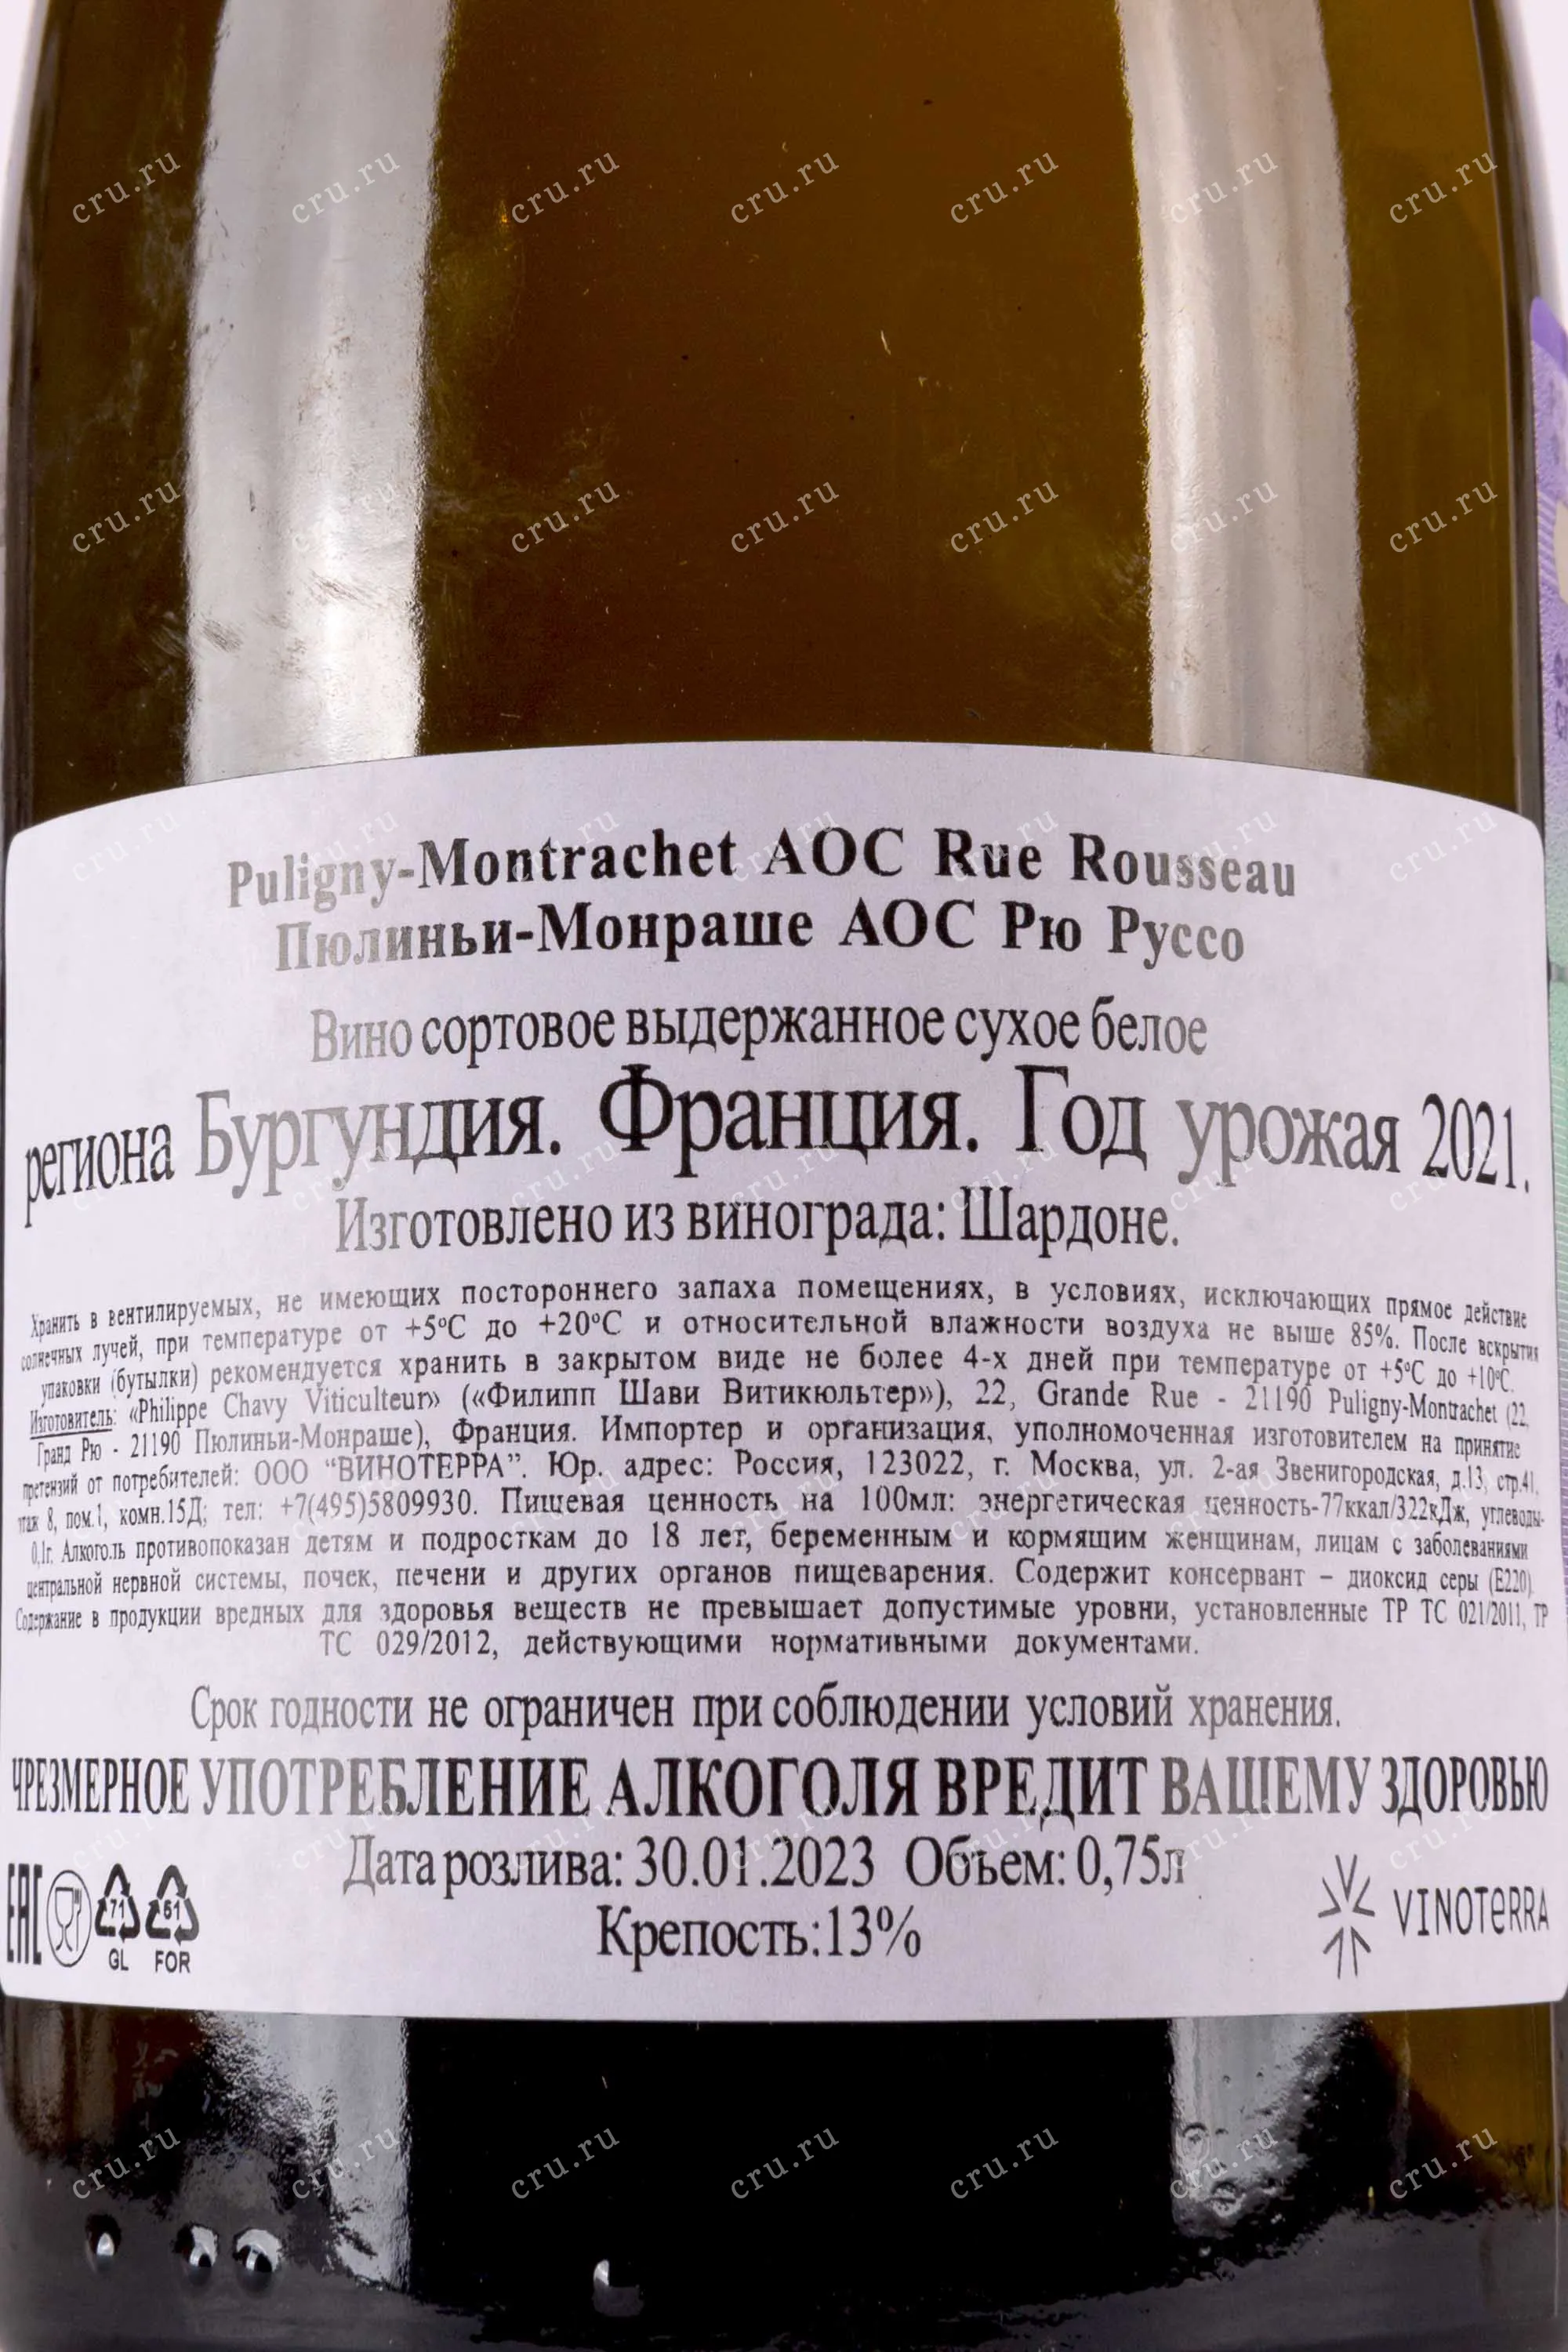 Puligny-Montrachet AOC Rue Rousseau
Пюлиньи-Монраше AOC Рю Руссо
Вино сортовое выдержанное сухое белое
региона Бургундия. Франция. Год урожая 2021.
Изготовлено из винограда: Шардоне.
Хранить в вентилируемых, не имеющих постороннего запаха помещениях, в условиях, исключающих прямое действие
солнечных лучей, при температуре от +5ºС до +20ºС и относительной влажности воздуха не выше 85%. После вскрытия
упаковки (бутылки) рекомендуется хранить в закрытом виде не более 4-х дней при температуре от +5ºС до +10ºС.
Изготовитель: «Philippe Chavy Viticulteur» («Филипп Шави Витикюльтер»), 22, Grande Rue - 21190 Puligny-Montrachet (22,
Гранд Рю - 21190 Пюлиньи-Монраше), Франция. Импортер и организация, уполномоченная изготовителем на принятие
претензий от потребителей: ООО “ВИНОТЕРРА”. Юр. адрес: Россия, 123022, г. Москва, ул. 2-ая Звенигородская, д.13, стр.41,
этаж 8, пом.1, комн.15Д; тел: +7(495)5809930. Пищевая ценность на 100мл: энергетическая ценность-77ккал/322кДж, углеводы-
0,1г. Алкоголь противопоказан детям и подросткам до 18 лет, беременным и кормящим женщинам, лицам с заболеваниями
центральной нервной системы, почек, печени и других органов пищеварения. Содержит консервант – диоксид серы (Е220).
Содержание в продукции вредных для здоровья веществ не превышает допустимые уровни, установленные ТР ТС 021/2011, ТР
ТС 029/2012, действующими нормативными документами.
Срок годности не ограничен при соблюдении условий хранения.
ЧРЕЗМЕРНОЕ УПОТРЕБЛЕНИЕ АЛКОГОЛЯ ВРЕДИТ ВАШЕМУ ЗДОРОВЬЮ
Дата розлива: 30.01.2023 Объем: 0,75л
Крепость:13%
EAC 71 GL 51 FOR
VINOTERRA
cru.ru